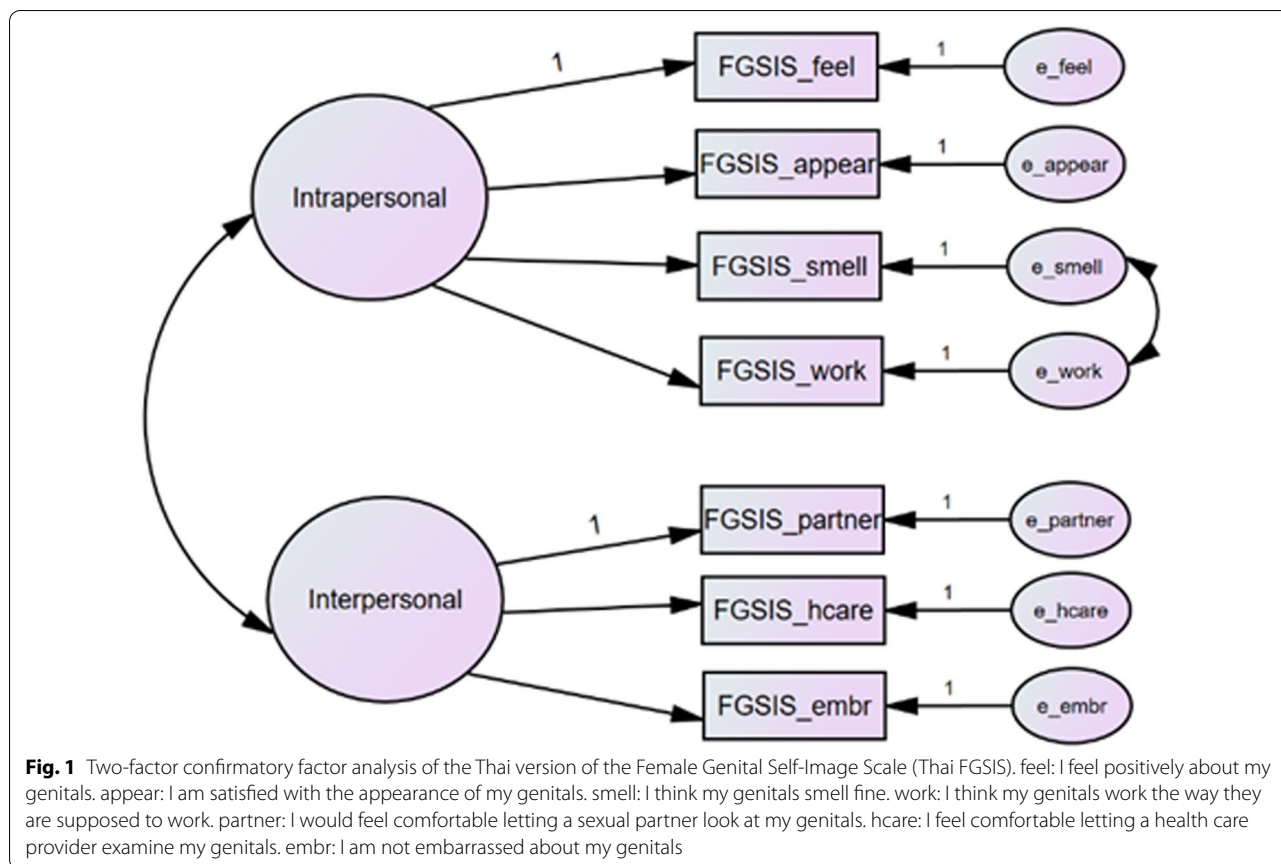 1 FGSIS_feel 1 e_feel
FGSIS_appear 1 e_appear
Intrapersonal
FGSIS_smell 1 e_smell
FGSIS_work 1 e_work
1 FGSIS_partner 1 e_partner
Interpersonal
FGSIS_hcare 1 e_hcare
FGSIS_embr 1 e_embr
Fig. 1 Two-factor confirmatory factor analysis of the Thai version of the Female Genital Self-Image Scale (Thai FGSIS). feel: I feel positively about my
genitals. appear: I am satisfied with the appearance of my genitals. smell: I think my genitals smell fine. work: I think my genitals work the way they
are supposed to work. partner: I would feel comfortable letting a sexual partner look at my genitals. hcare: I feel comfortable letting a health care
provider examine my genitals. embr: I am not embarrassed about my genitals